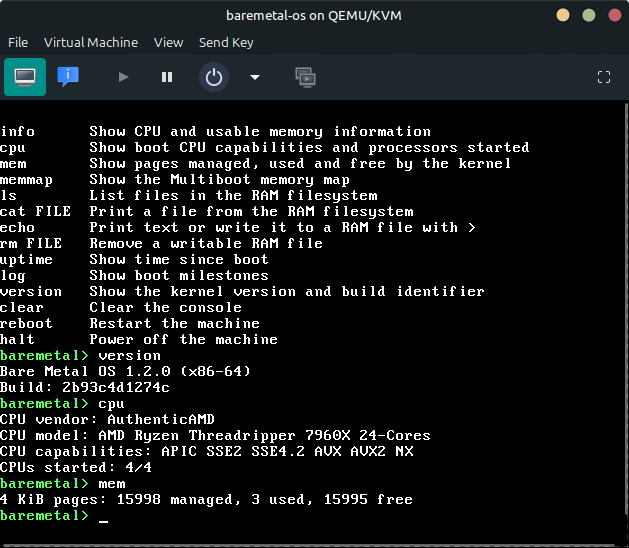 baremetal-os on QEMU/KVM
File Virtual Machine View Send Key
info Show CPU and usable memory information
cpu Show boot CPU capabilities and processors started
mem Show pages managed, used and free by the kernel
memmap Show the Multiboot memory map
ls List files in the RAM filesystem
cat FILE Print a file from the RAM filesystem
echo Print text or write it to a RAM file with >
rm FILE Remove a writable RAM file
uptime Show time since boot
log Show boot milestones
version Show the kernel version and build identifier
clear Clear the console
reboot Restart the machine
halt Power off the machine
baremetal> version
Bare Metal OS 1.2.0 (x86-64)
Build: 2b93c4d1274c
baremetal> cpu
CPU vendor: AuthenticAMD
CPU model: AMD Ryzen Threadripper 7960X 24-Cores
CPU capabilities: APIC SSE2 SSE4.2 AVX AVX2 NX
CPUs started: 4/4
baremetal> mem
4 KiB pages: 15998 managed, 3 used, 15995 free
baremetal> _